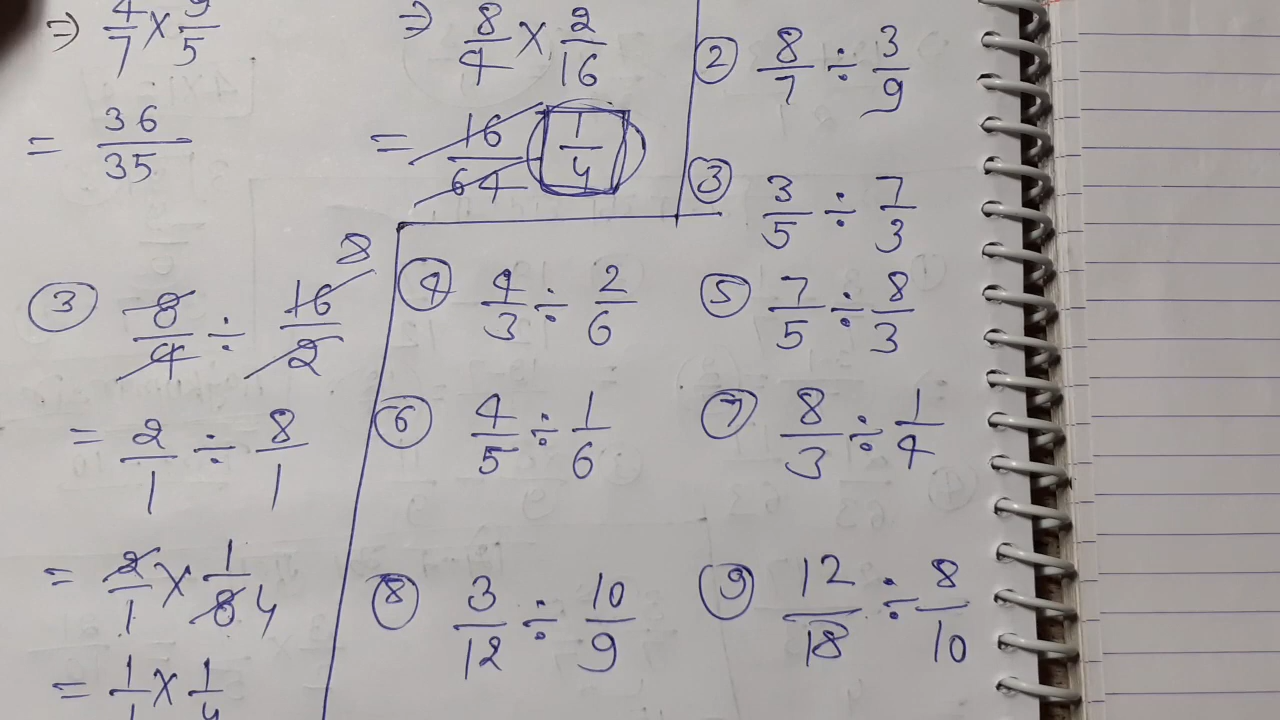 ⇒ 4/7 × 9/5
= 36/35
⇒ 8/4 × 2/16
= 16/64 1/4
② 8/7 ÷ 3/9
③ 3/5 ÷ 7/3
③ 8/4 ÷ 16/2 8
= 2/1 ÷ 8/1
= 2/1 × 1/8 4
= 1/1 × 1/4
④ 4/3 ÷ 2/6
⑤ 7/5 ÷ 8/3
⑥ 4/5 ÷ 1/6
⑦ 8/3 ÷ 1/4
⑧ 3/12 ÷ 10/9
⑨ 12/18 ÷ 8/10